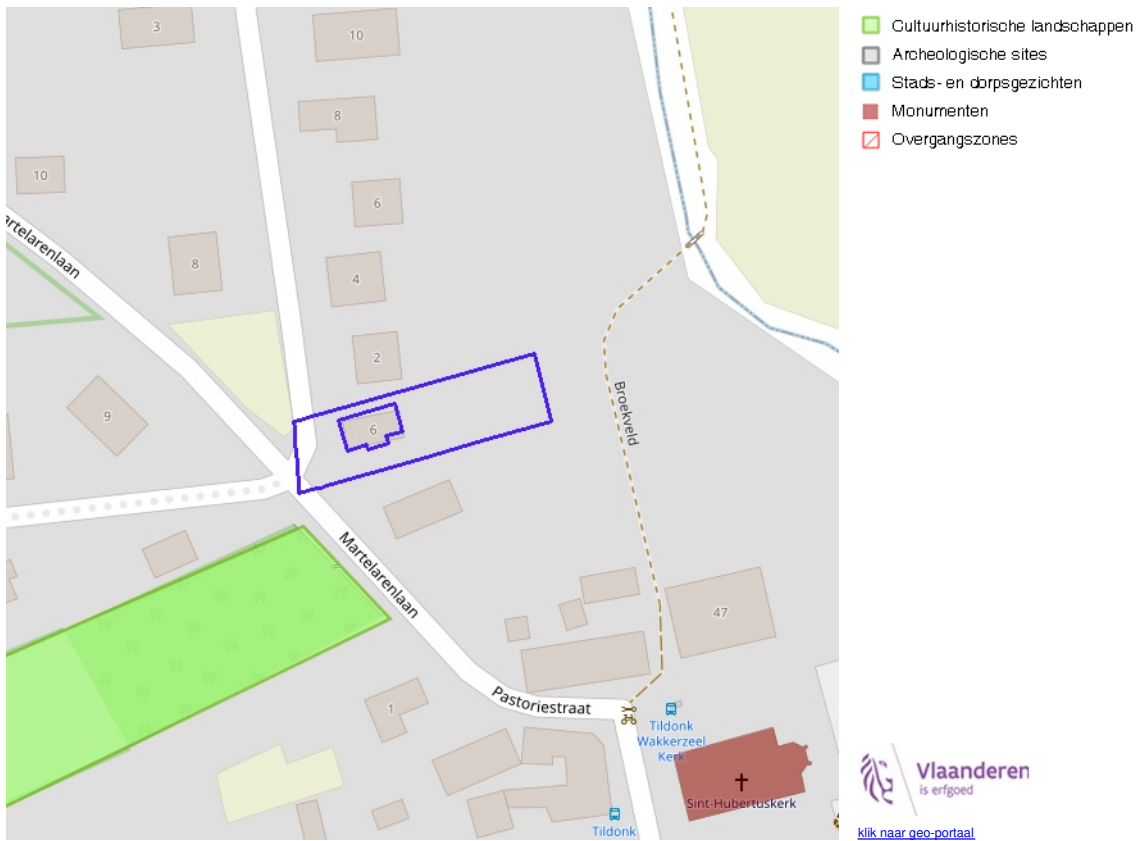 3
10
8
10
6
artelarenlaan
8
4
2
9
6
Broekveld
Martelarenlaan
47
1
Pastoriestraat
Tildonk
Wakkerzeel
Kerk
Sint-Hubertuskerk
Tildonk
Cultuurhistorische landschappen
Archeologische sites
Stads- en dorpsgezichten
Monumenten
Overgangszones
Vlaanderen
is erfgoed
klik naar geo-portaal